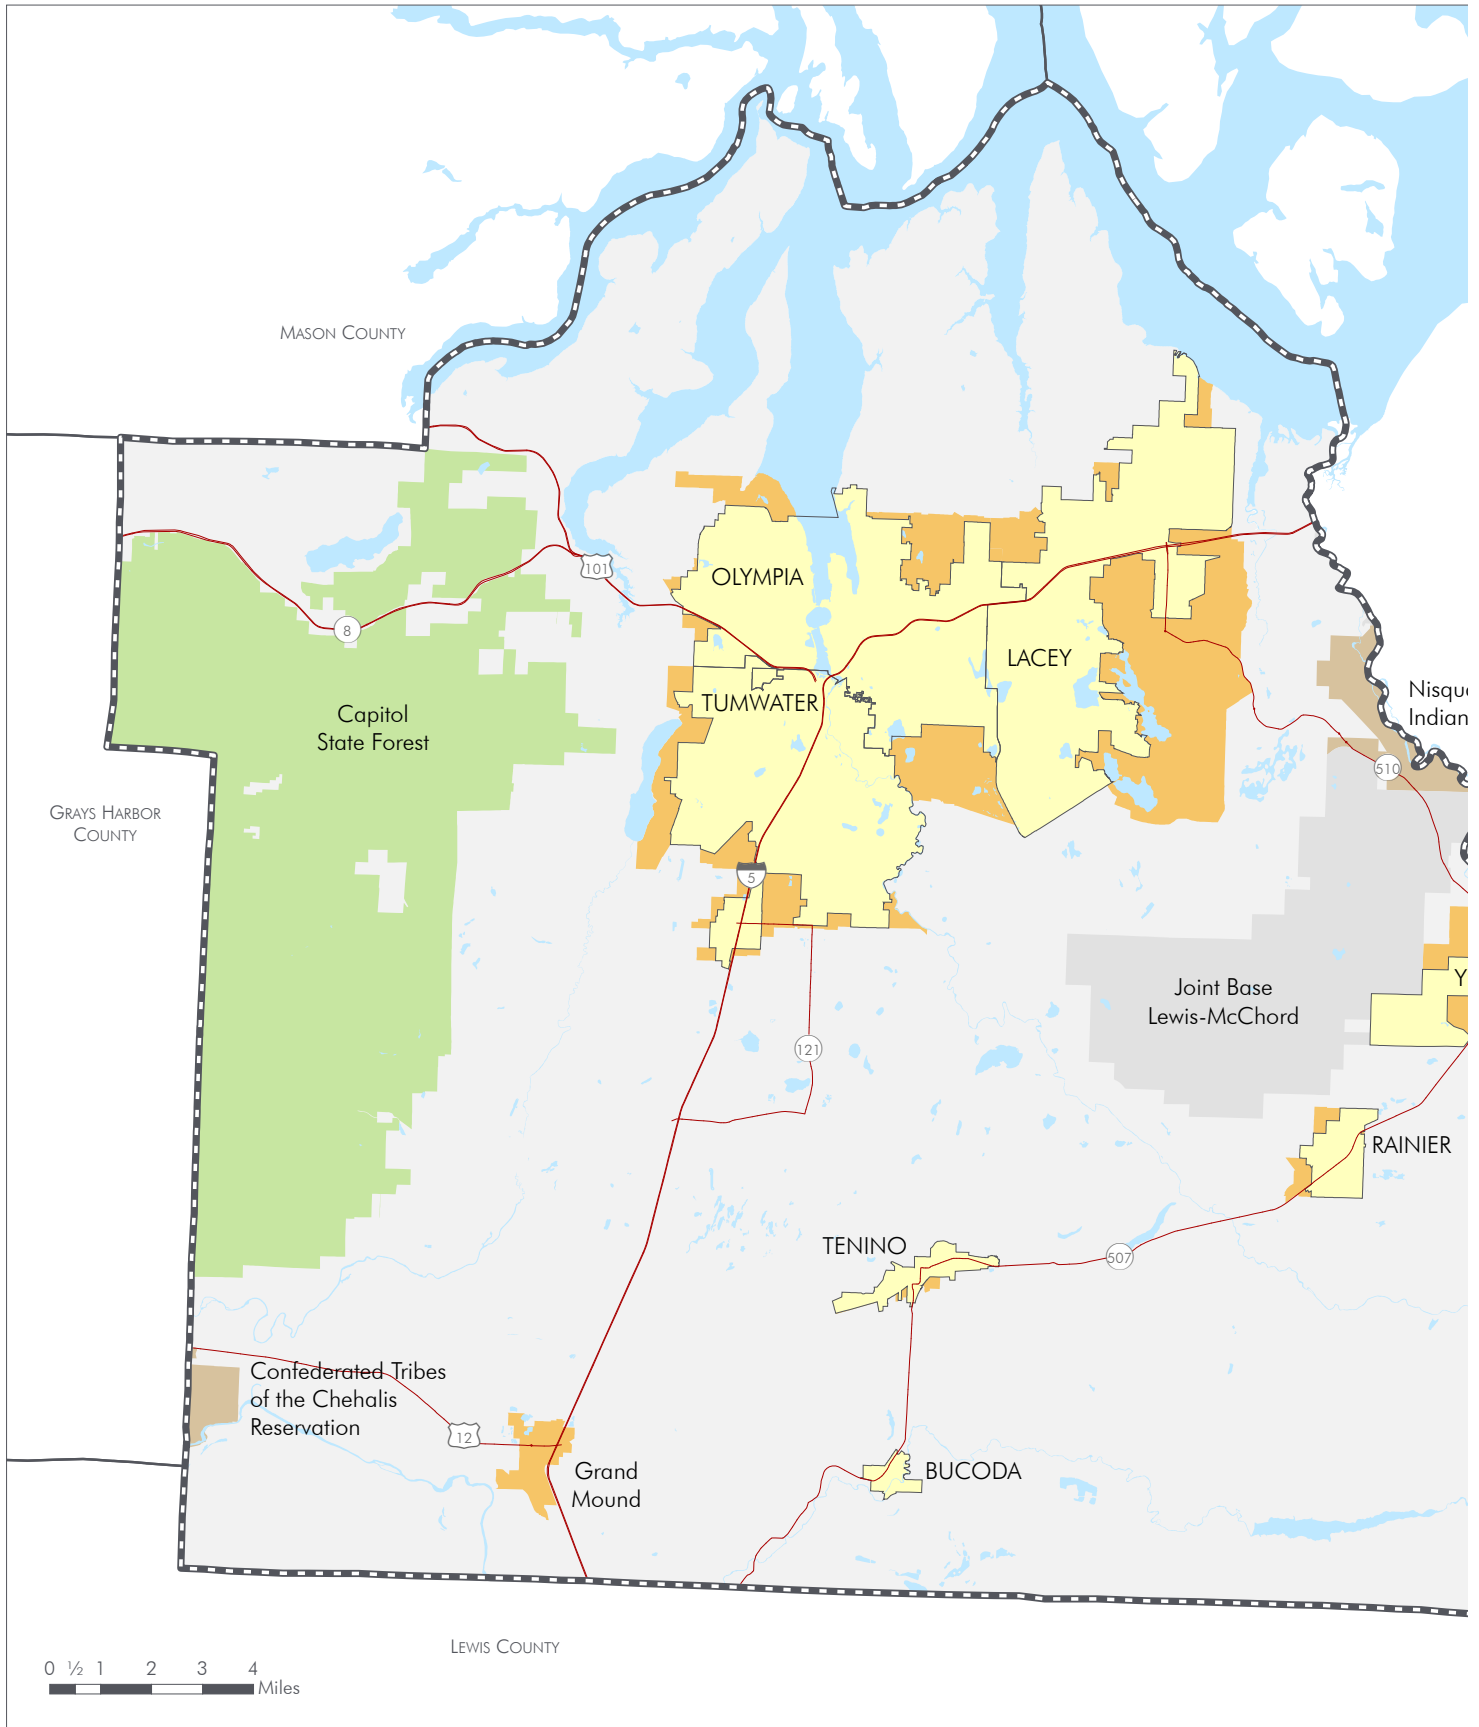 MASON COUNTY
101
OLYMPIA
8
LACEY
TUMWATER
Nisqu
Indian
Capitol
State Forest
510
GRAYS HARBOR
COUNTY
5
Y
Joint Base
Lewis-McChord
121
RAINIER
TENINO
507
Confederated Tribes
of the Chehalis
Reservation
12
Grand
Mound
BUCODA
LEWIS COUNTY
0 ½ 1 2 3 4
Miles